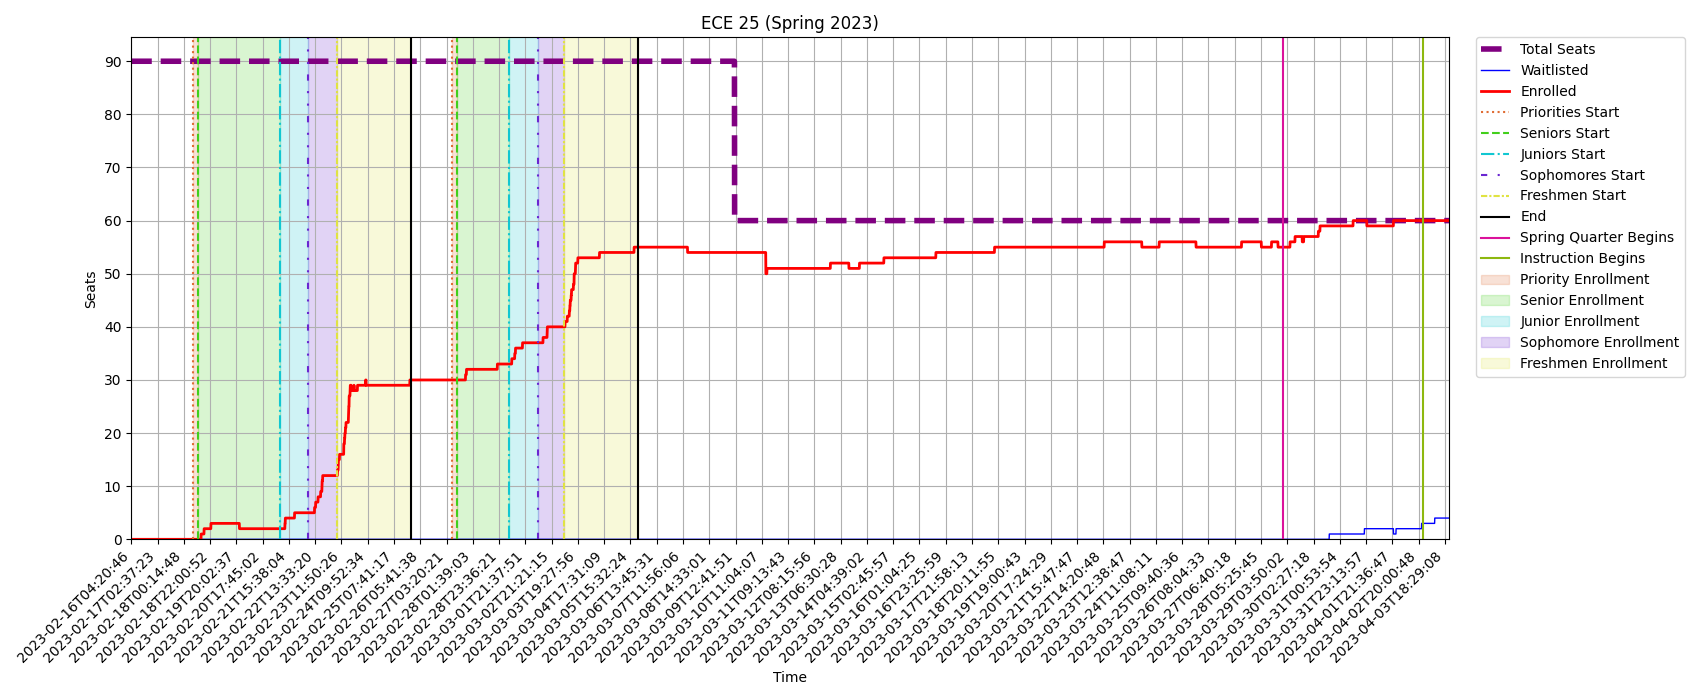 ECE 25 (Spring 2023)
90
80
70
60
50
40
30
20
10
0
Seats
2023-02-16T04:20:46
2023-02-17T02:37:23
2023-02-18T00:14:48
2023-02-18T22:00:52
2023-02-19T20:02:37
2023-02-20T17:45:02
2023-02-21T15:38:04
2023-02-22T13:33:20
2023-02-23T11:50:26
2023-02-24T09:52:34
2023-02-25T07:41:17
2023-02-26T05:41:38
2023-02-27T03:20:21
2023-02-28T01:39:03
2023-02-28T23:36:21
2023-03-01T21:37:51
2023-03-02T21:21:15
2023-03-03T19:27:56
2023-03-04T17:31:09
2023-03-05T15:32:24
2023-03-06T13:45:31
2023-03-07T11:56:06
2023-03-08T14:33:01
2023-03-09T12:41:51
2023-03-10T11:04:07
2023-03-11T09:13:43
2023-03-12T08:15:56
2023-03-13T06:30:28
2023-03-14T04:39:02
2023-03-15T02:45:57
2023-03-16T01:04:25
2023-03-16T23:25:59
2023-03-17T21:58:13
2023-03-18T20:11:55
2023-03-19T19:00:43
2023-03-20T17:24:29
2023-03-21T15:47:47
2023-03-22T14:20:48
2023-03-23T12:38:47
2023-03-24T11:08:11
2023-03-25T09:40:36
2023-03-26T08:04:33
2023-03-27T06:40:18
2023-03-28T05:25:45
2023-03-29T03:50:02
2023-03-30T02:27:18
2023-03-31T00:53:54
2023-03-31T23:13:57
2023-04-01T21:36:47
2023-04-02T20:00:48
2023-04-03T18:29:08
Time
Total Seats
Waitlisted
Enrolled
Priorities Start
Seniors Start
Juniors Start
Sophomores Start
Freshmen Start
End
Spring Quarter Begins
Instruction Begins
Priority Enrollment
Senior Enrollment
Junior Enrollment
Sophomore Enrollment
Freshmen Enrollment